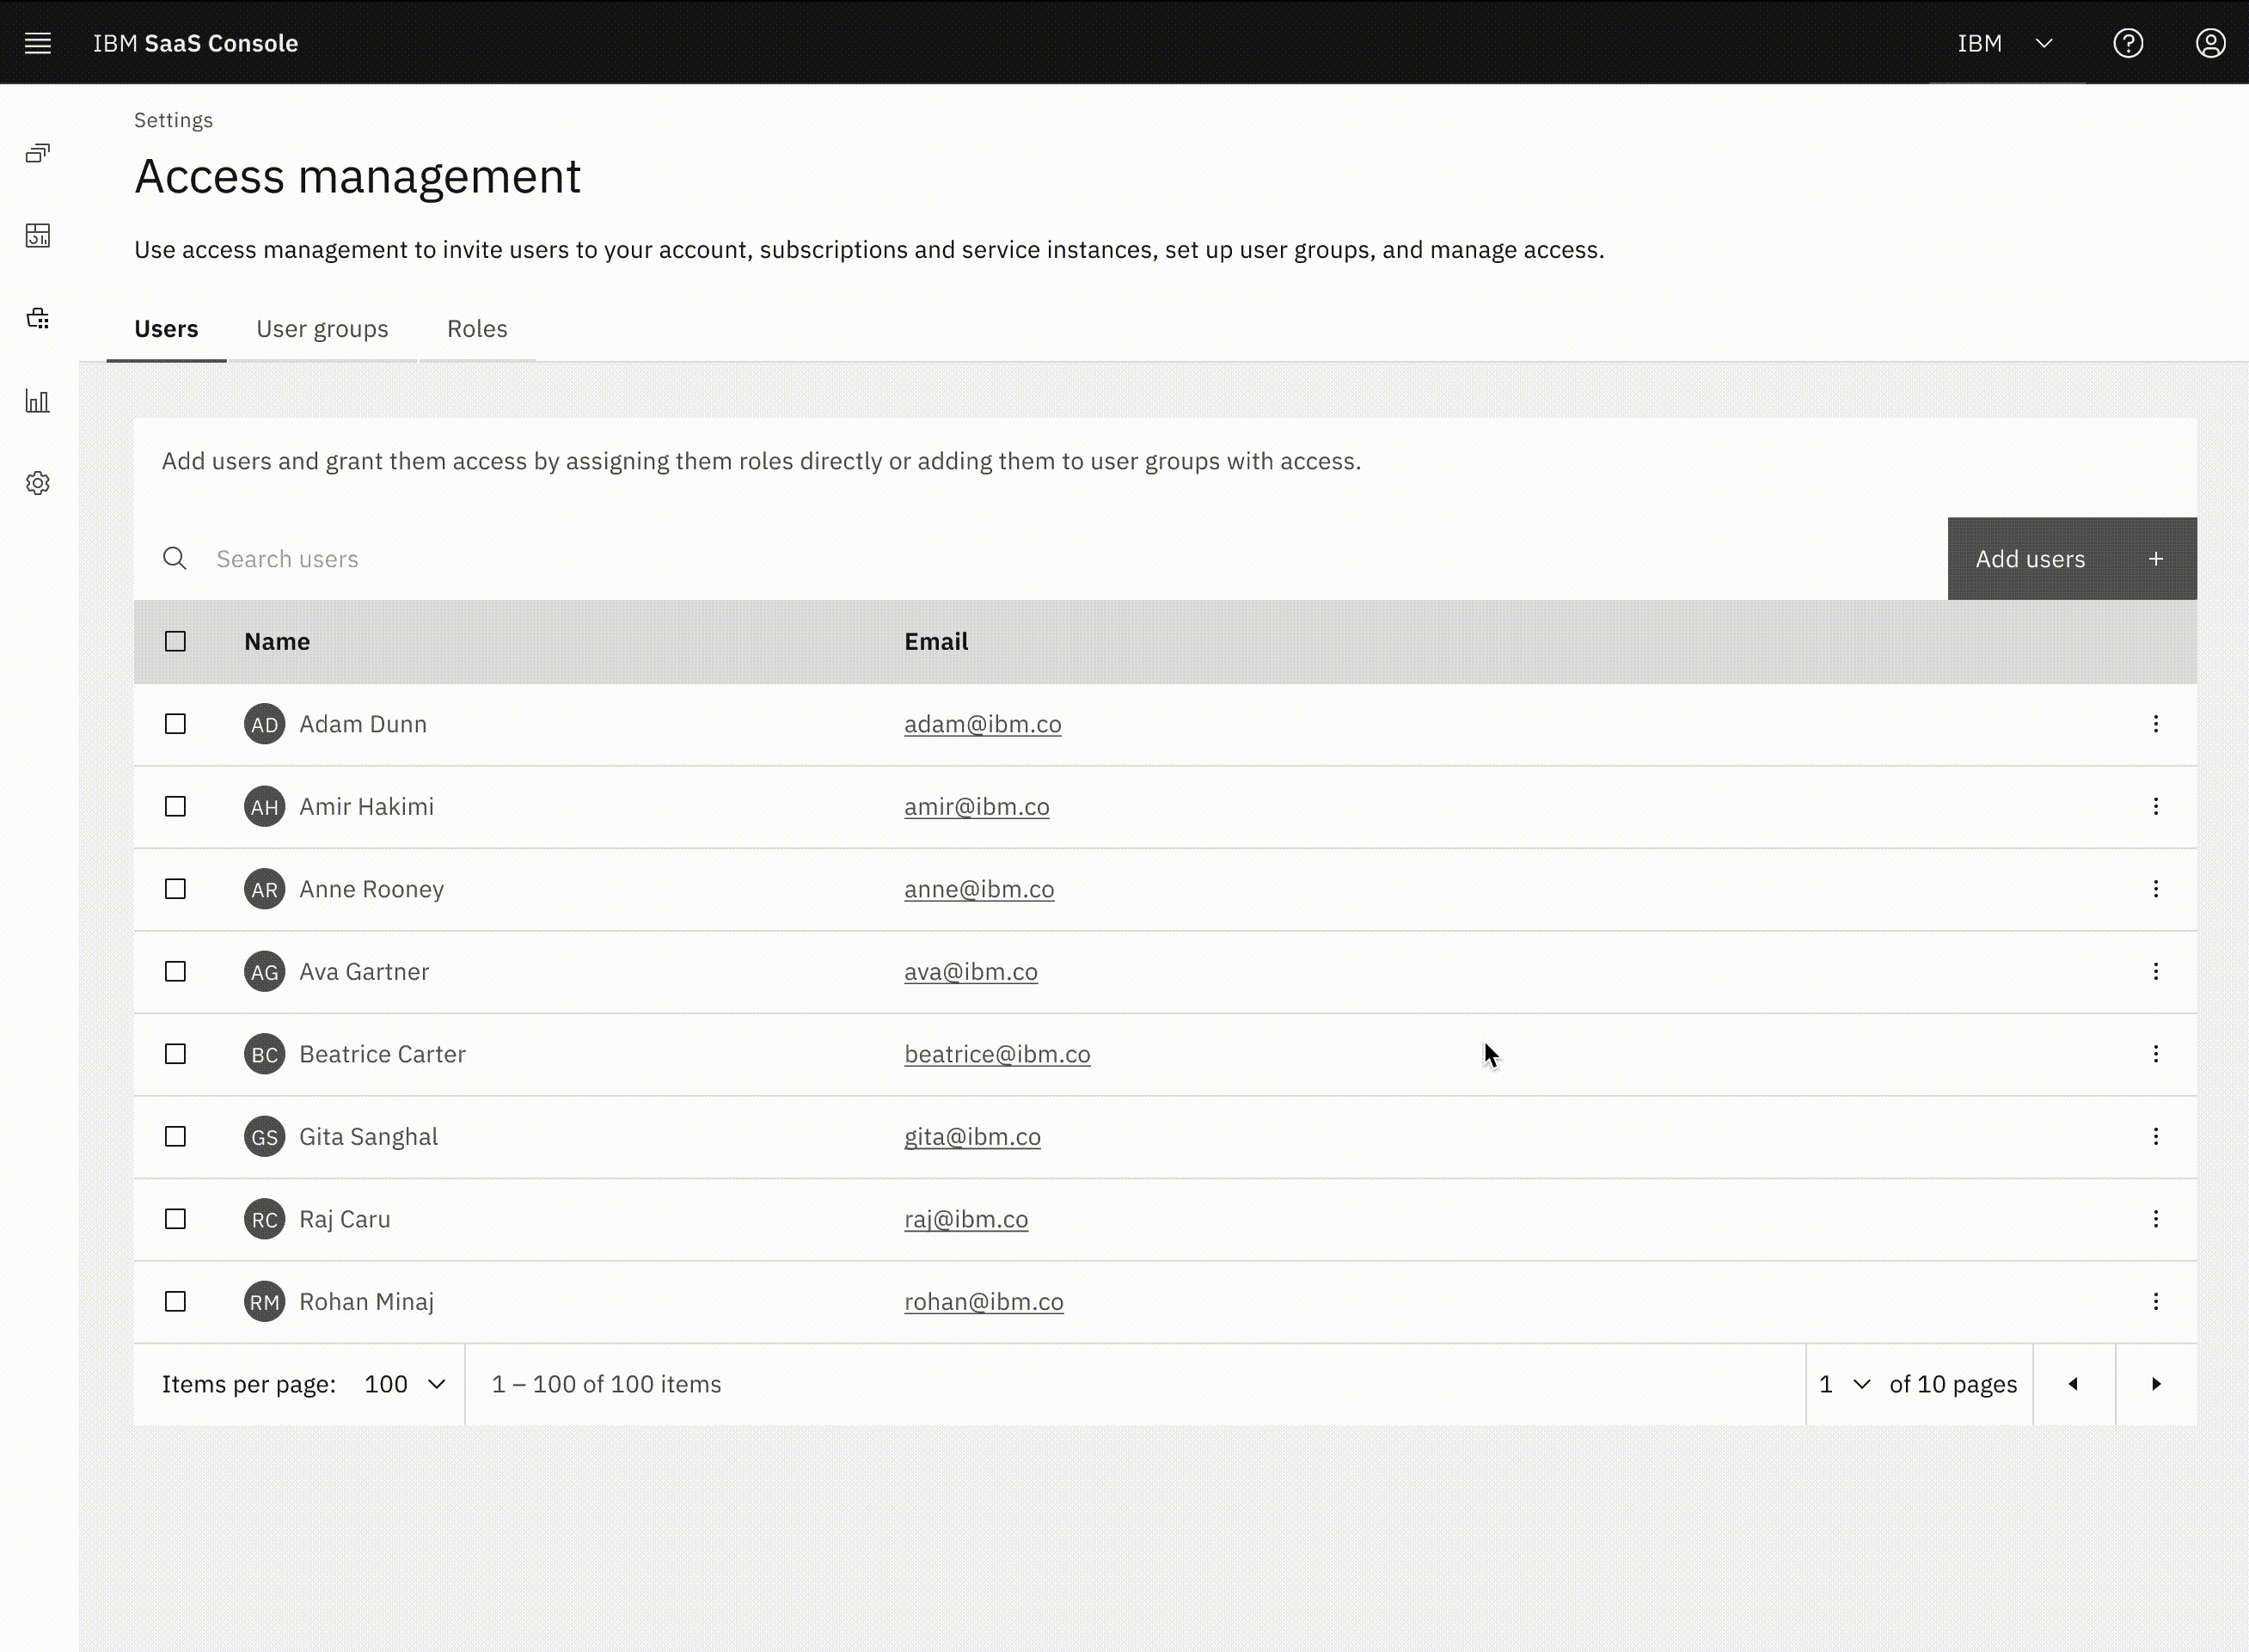 IBM SaaS Console
IBM
Settings
Access management
Use access management to invite users to your account, subscriptions and service instances, set up user groups, and manage access.
Users User groups Roles
Add users and grant them access by assigning them roles directly or adding them to user groups with access.
Search users
Add users +
Name Email
AD Adam Dunn adam@ibm.co
AH Amir Hakimi amir@ibm.co
AR Anne Rooney anne@ibm.co
AG Ava Gartner ava@ibm.co
BC Beatrice Carter beatrice@ibm.co
GS Gita Sanghal gita@ibm.co
RC Raj Caru raj@ibm.co
RM Rohan Minaj rohan@ibm.co
Items per page: 100 1 – 100 of 100 items 1 of 10 pages